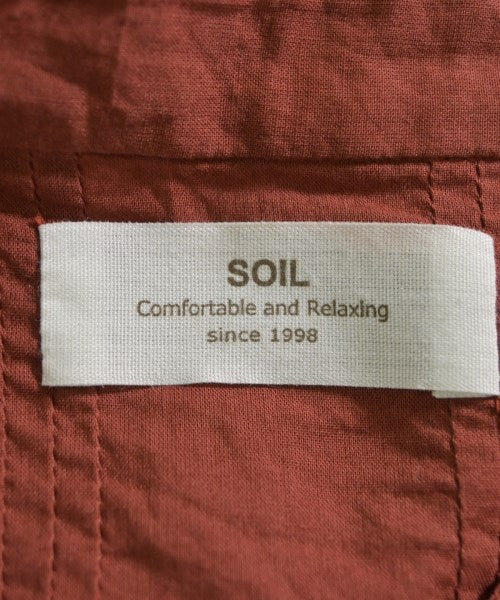 SOIL
Comfortable and Relaxing
since 1998